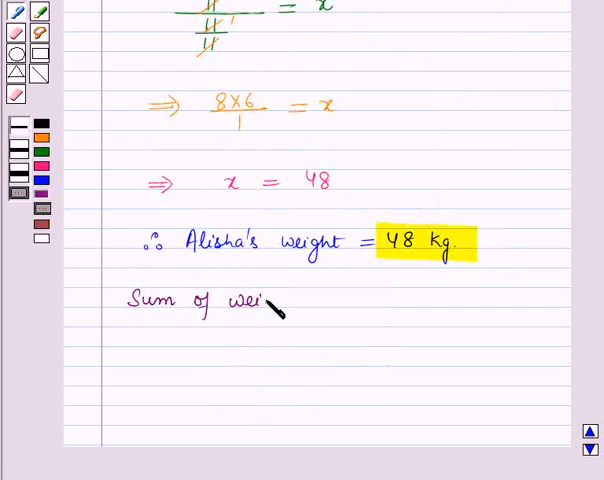 = x
⇒ 8×6/1 = x
⇒ x = 48
∴ Alisha's weight = 48 kg.
Sum of wei